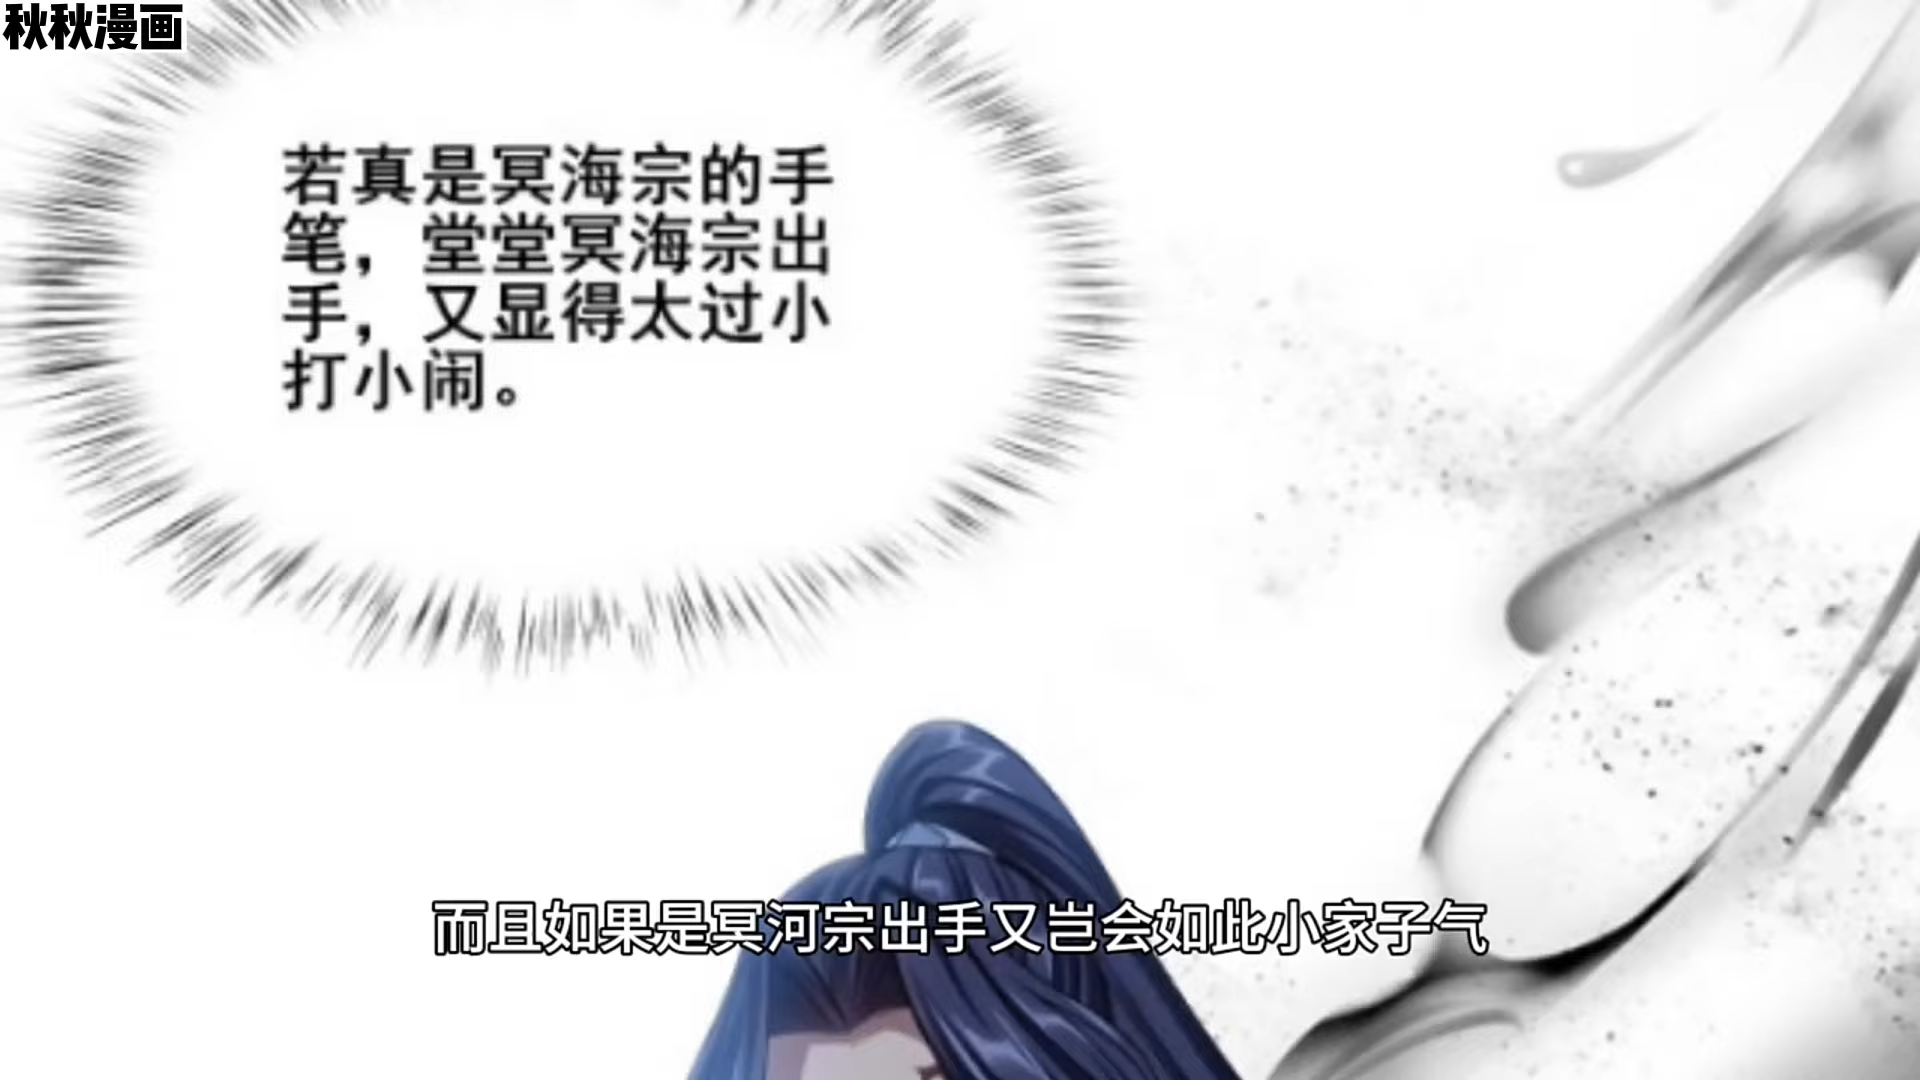 秋秋漫画
若真是冥海宗的手
笔，堂堂冥海宗出
手，又显得太过小
打小闹。
而且如果是冥河宗出手又岂会如此小家子气